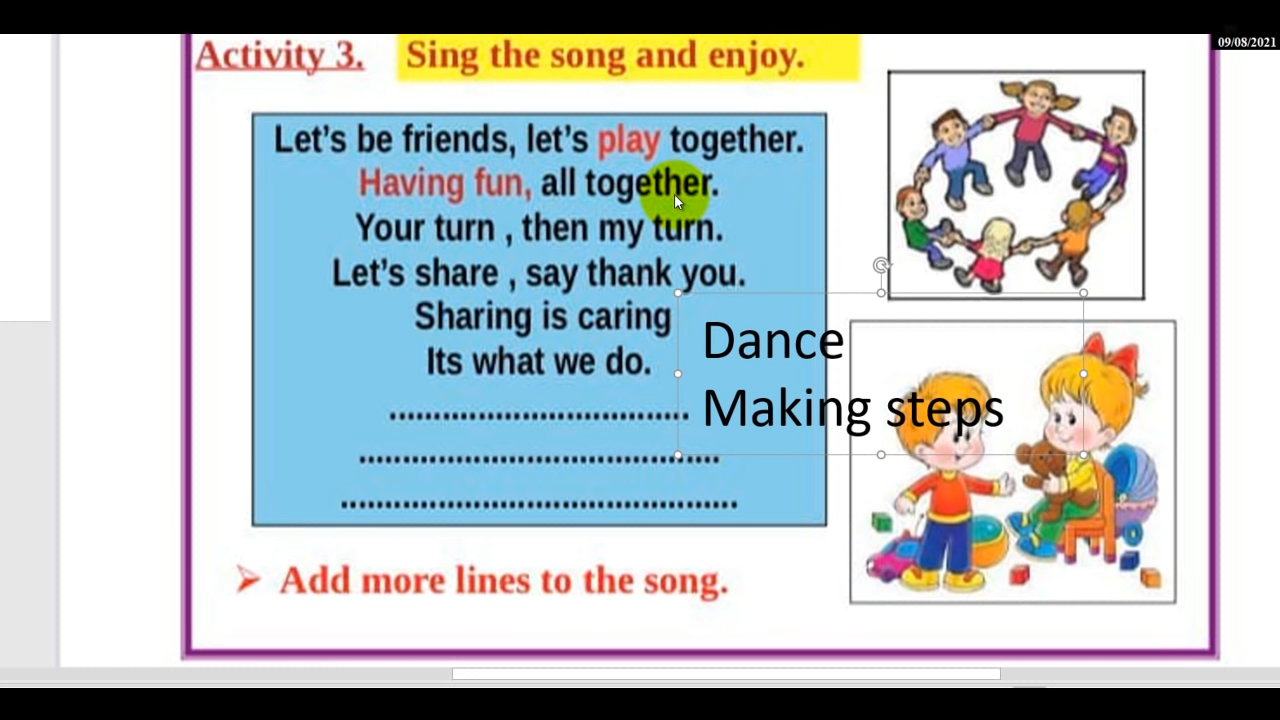 09/08/2021
Activity 3. Sing the song and enjoy.
Let's be friends, let's play together.
Having fun, all together.
Your turn , then my turn.
Let's share , say thank you.
Sharing is caring
Its what we do.
Dance
Making steps
.................................
........................................
............................................
➢ Add more lines to the song.